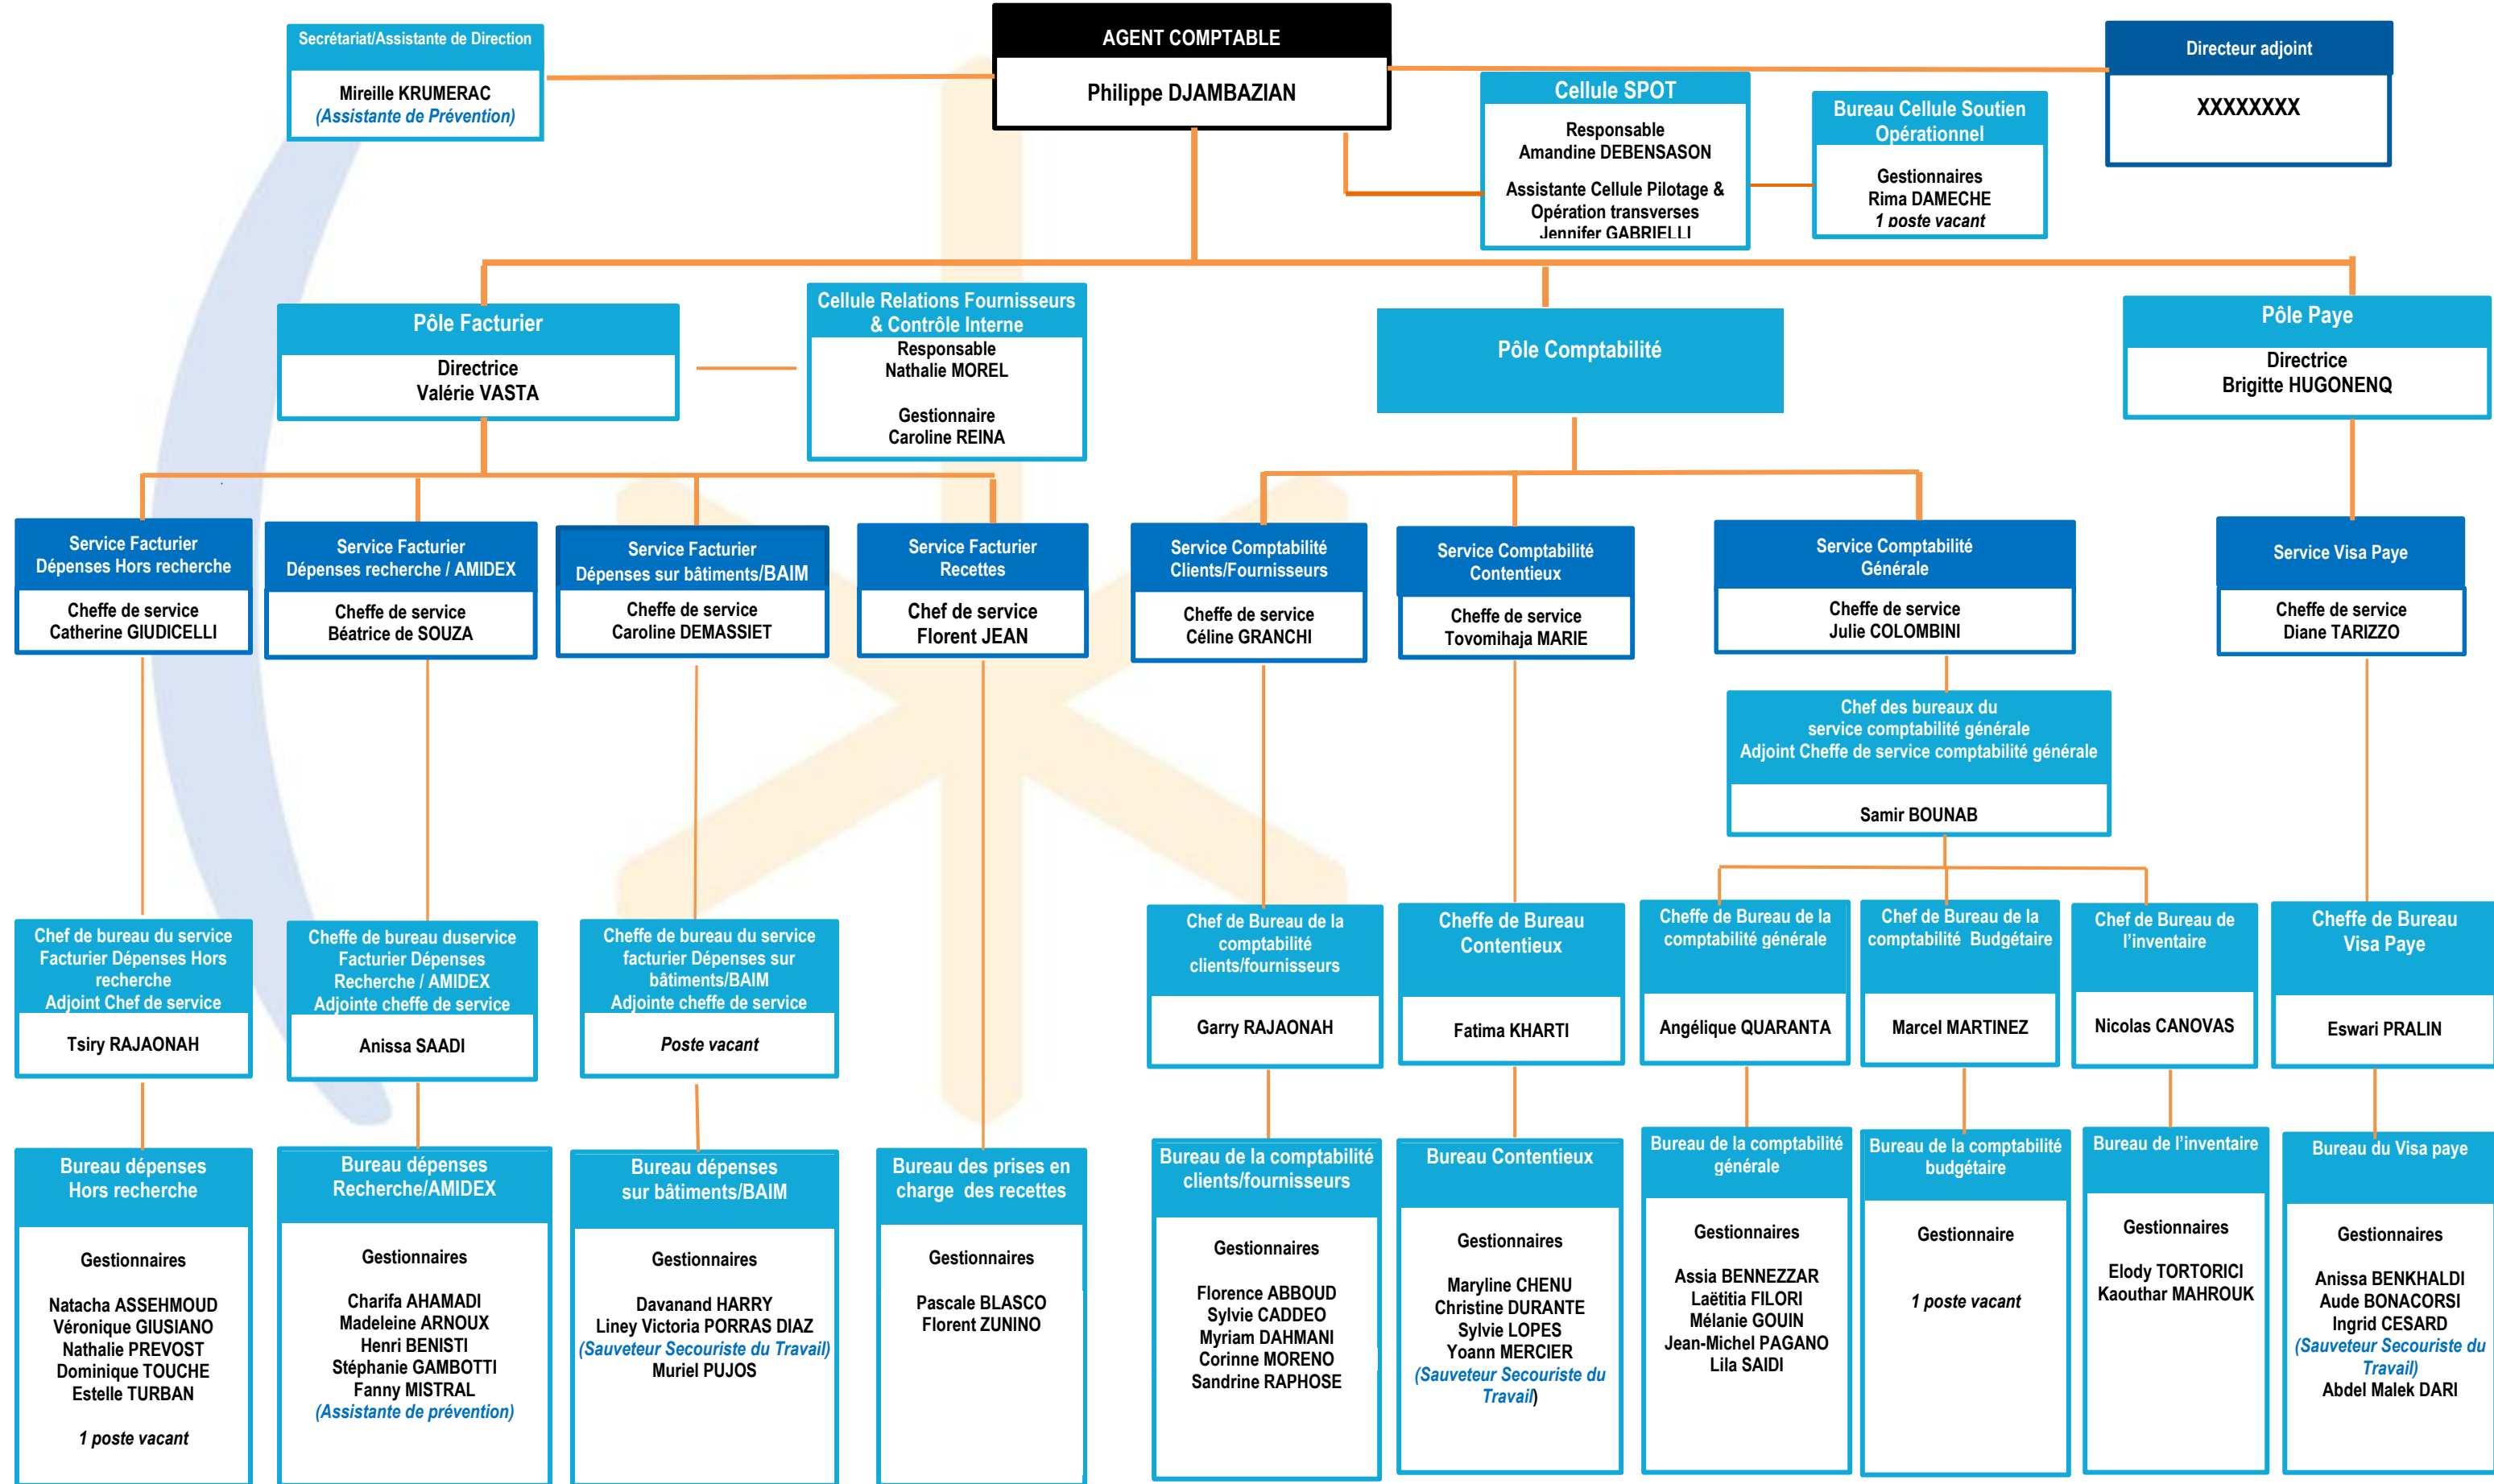 Secrétariat/Assistante de Direction
Mireille KRUMERAC
(Assistante de Prévention)
AGENT COMPTABLE
Philippe DJAMBAZIAN
Directeur adjoint
XXXXXXXX
Cellule SPOT
Responsable
Amandine DEBENSASON
Assistante Cellule Pilotage &
Opération transverses
Jennifer GABRIELLI
Bureau Cellule Soutien
Opérationnel
Gestionnaires
Rima DAMECHE
1 poste vacant
Pôle Facturier
Directrice
Valérie VASTA
Cellule Relations Fournisseurs
& Contrôle Interne
Responsable
Nathalie MOREL
Gestionnaire
Caroline REINA
Pôle Comptabilité
Pôle Paye
Directrice
Brigitte HUGONENQ
Service Facturier
Dépenses Hors recherche
Cheffe de service
Catherine GIUDICELLI
Service Facturier
Dépenses recherche / AMIDEX
Cheffe de service
Béatrice de SOUZA
Service Facturier
Dépenses sur bâtiments/BAIM
Cheffe de service
Caroline DEMASSIET
Service Facturier
Recettes
Chef de service
Florent JEAN
Service Comptabilité
Clients/Fournisseurs
Cheffe de service
Céline GRANCHI
Service Comptabilité
Contentieux
Cheffe de service
Tovomihaja MARIE
Service Comptabilité
Générale
Cheffe de service
Julie COLOMBINI
Service Visa Paye
Cheffe de service
Diane TARIZZO
Chef des bureaux du
service comptabilité générale
Adjoint Cheffe de service comptabilité générale
Samir BOUNAB
Chef de bureau du service
Facturier Dépenses Hors
recherche
Adjoint Chef de service
Tsiry RAJAONAH
Cheffe de bureau duservice
Facturier Dépenses
Recherche / AMIDEX
Adjointe cheffe de service
Anissa SAADI
Cheffe de bureau du service
facturier Dépenses sur
bâtiments/BAIM
Adjointe cheffe de service
Poste vacant
Chef de Bureau de la
comptabilité
clients/fournisseurs
Garry RAJAONAH
Cheffe de Bureau
Contentieux
Fatima KHARTI
Cheffe de Bureau de la
comptabilité générale
Angélique QUARANTA
Chef de Bureau de la
comptabilité Budgétaire
Marcel MARTINEZ
Chef de Bureau de
l'inventaire
Nicolas CANOVAS
Cheffe de Bureau
Visa Paye
Eswari PRALIN
Bureau dépenses
Hors recherche
Gestionnaires
Natacha ASSEHMOUD
Véronique GIUSIANO
Nathalie PREVOST
Dominique TOUCHE
Estelle TURBAN
1 poste vacant
Bureau dépenses
Recherche/AMIDEX
Gestionnaires
Charifa AHAMADI
Madeleine ARNOUX
Henri BENISTI
Stéphanie GAMBOTTI
Fanny MISTRAL
(Assistante de prévention)
Bureau dépenses
sur bâtiments/BAIM
Gestionnaires
Davanand HARRY
Liney Victoria PORRAS DIAZ
(Sauveteur Secouriste du Travail)
Muriel PUJOS
Bureau des prises en
charge des recettes
Gestionnaires
Pascale BLASCO
Florent ZUNINO
Bureau de la comptabilité
clients/fournisseurs
Gestionnaires
Florence ABBOUD
Sylvie CADDEO
Myriam DAHMANI
Corinne MORENO
Sandrine RAPHOSE
Bureau Contentieux
Gestionnaires
Maryline CHENU
Christine DURANTE
Sylvie LOPES
Yoann MERCIER
(Sauveteur Secouriste du
Travail)
Bureau de la comptabilité
générale
Gestionnaires
Assia BENNEZZAR
Laëtitia FILORI
Mélanie GOUIN
Jean-Michel PAGANO
Lila SAIDI
Bureau de la comptabilité
budgétaire
Gestionnaire
1 poste vacant
Bureau de l'inventaire
Gestionnaires
Elody TORTORICI
Kaouthar MAHROUK
Bureau du Visa paye
Gestionnaires
Anissa BENKHALDI
Aude BONACORSI
Ingrid CESARD
(Sauveteur Secouriste du
Travail)
Abdel Malek DARI